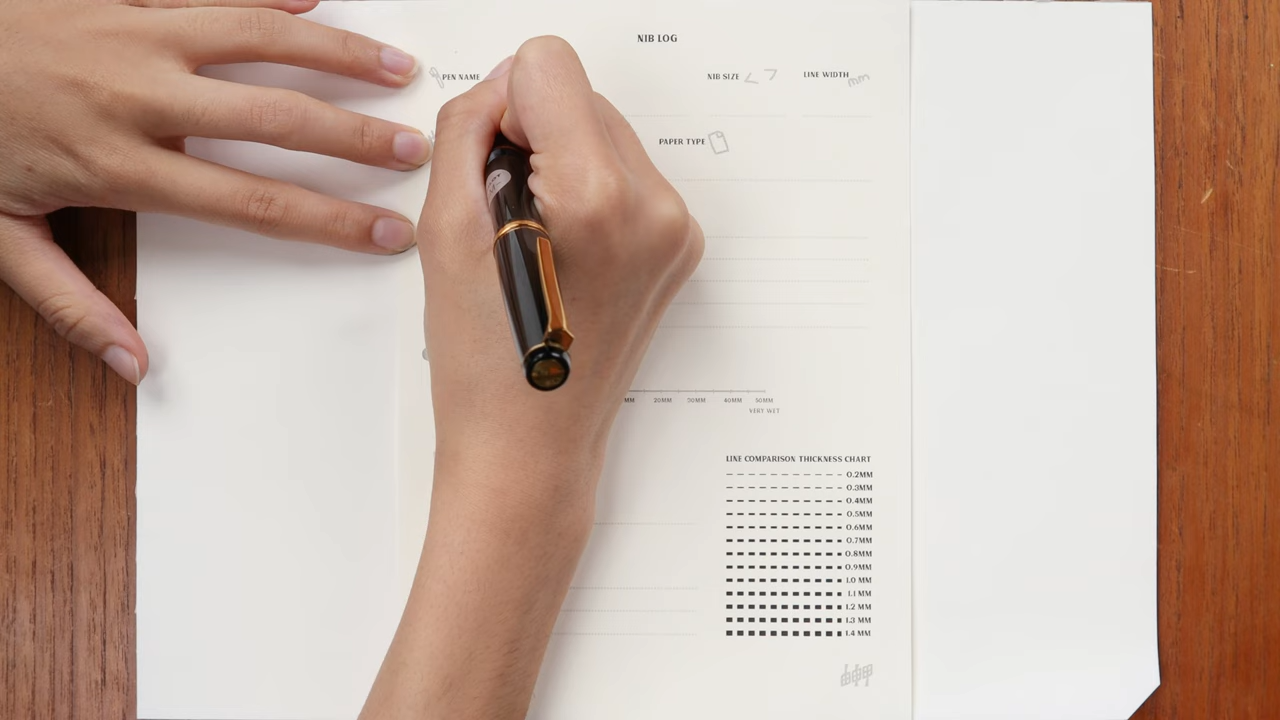 NIB LOG
PEN NAME NIB SIZE LINE WIDTH mm
PAPER TYPE
MM 20MM 30MM 40MM 50MM
VERY WET
LINE COMPARISON THICKNESS CHART
0.2MM
0.3MM
0.4MM
0.5MM
0.6MM
0.7MM
0.8MM
0.9MM
1.0 MM
1.1 MM
1.2 MM
1.3 MM
1.4 MM